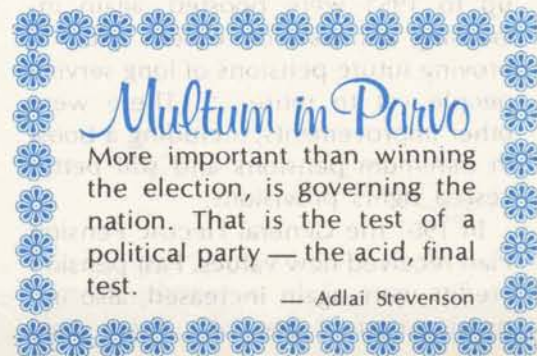 Multum in Parvo
More important than winning
the election, is governing the
nation. That is the test of a
political party — the acid, final
test.
—Adlai Stevenson